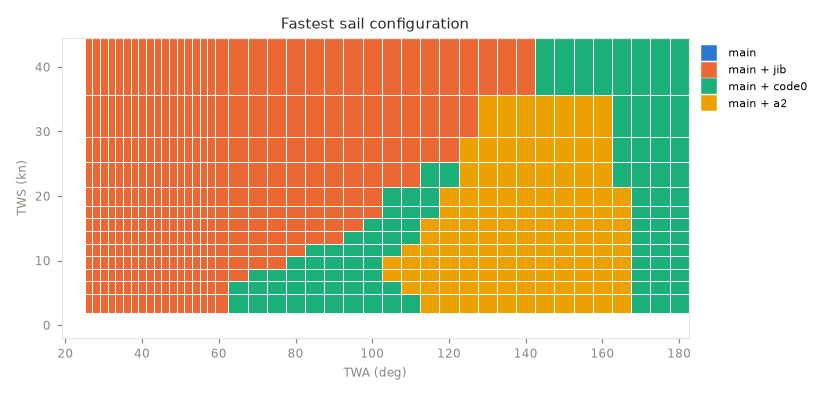 Fastest sail configuration
main
main + jib
main + code0
main + a2
TWS (kn)
40
30
20
10
0
20 40 60 80 100 120 140 160 180
TWA (deg)